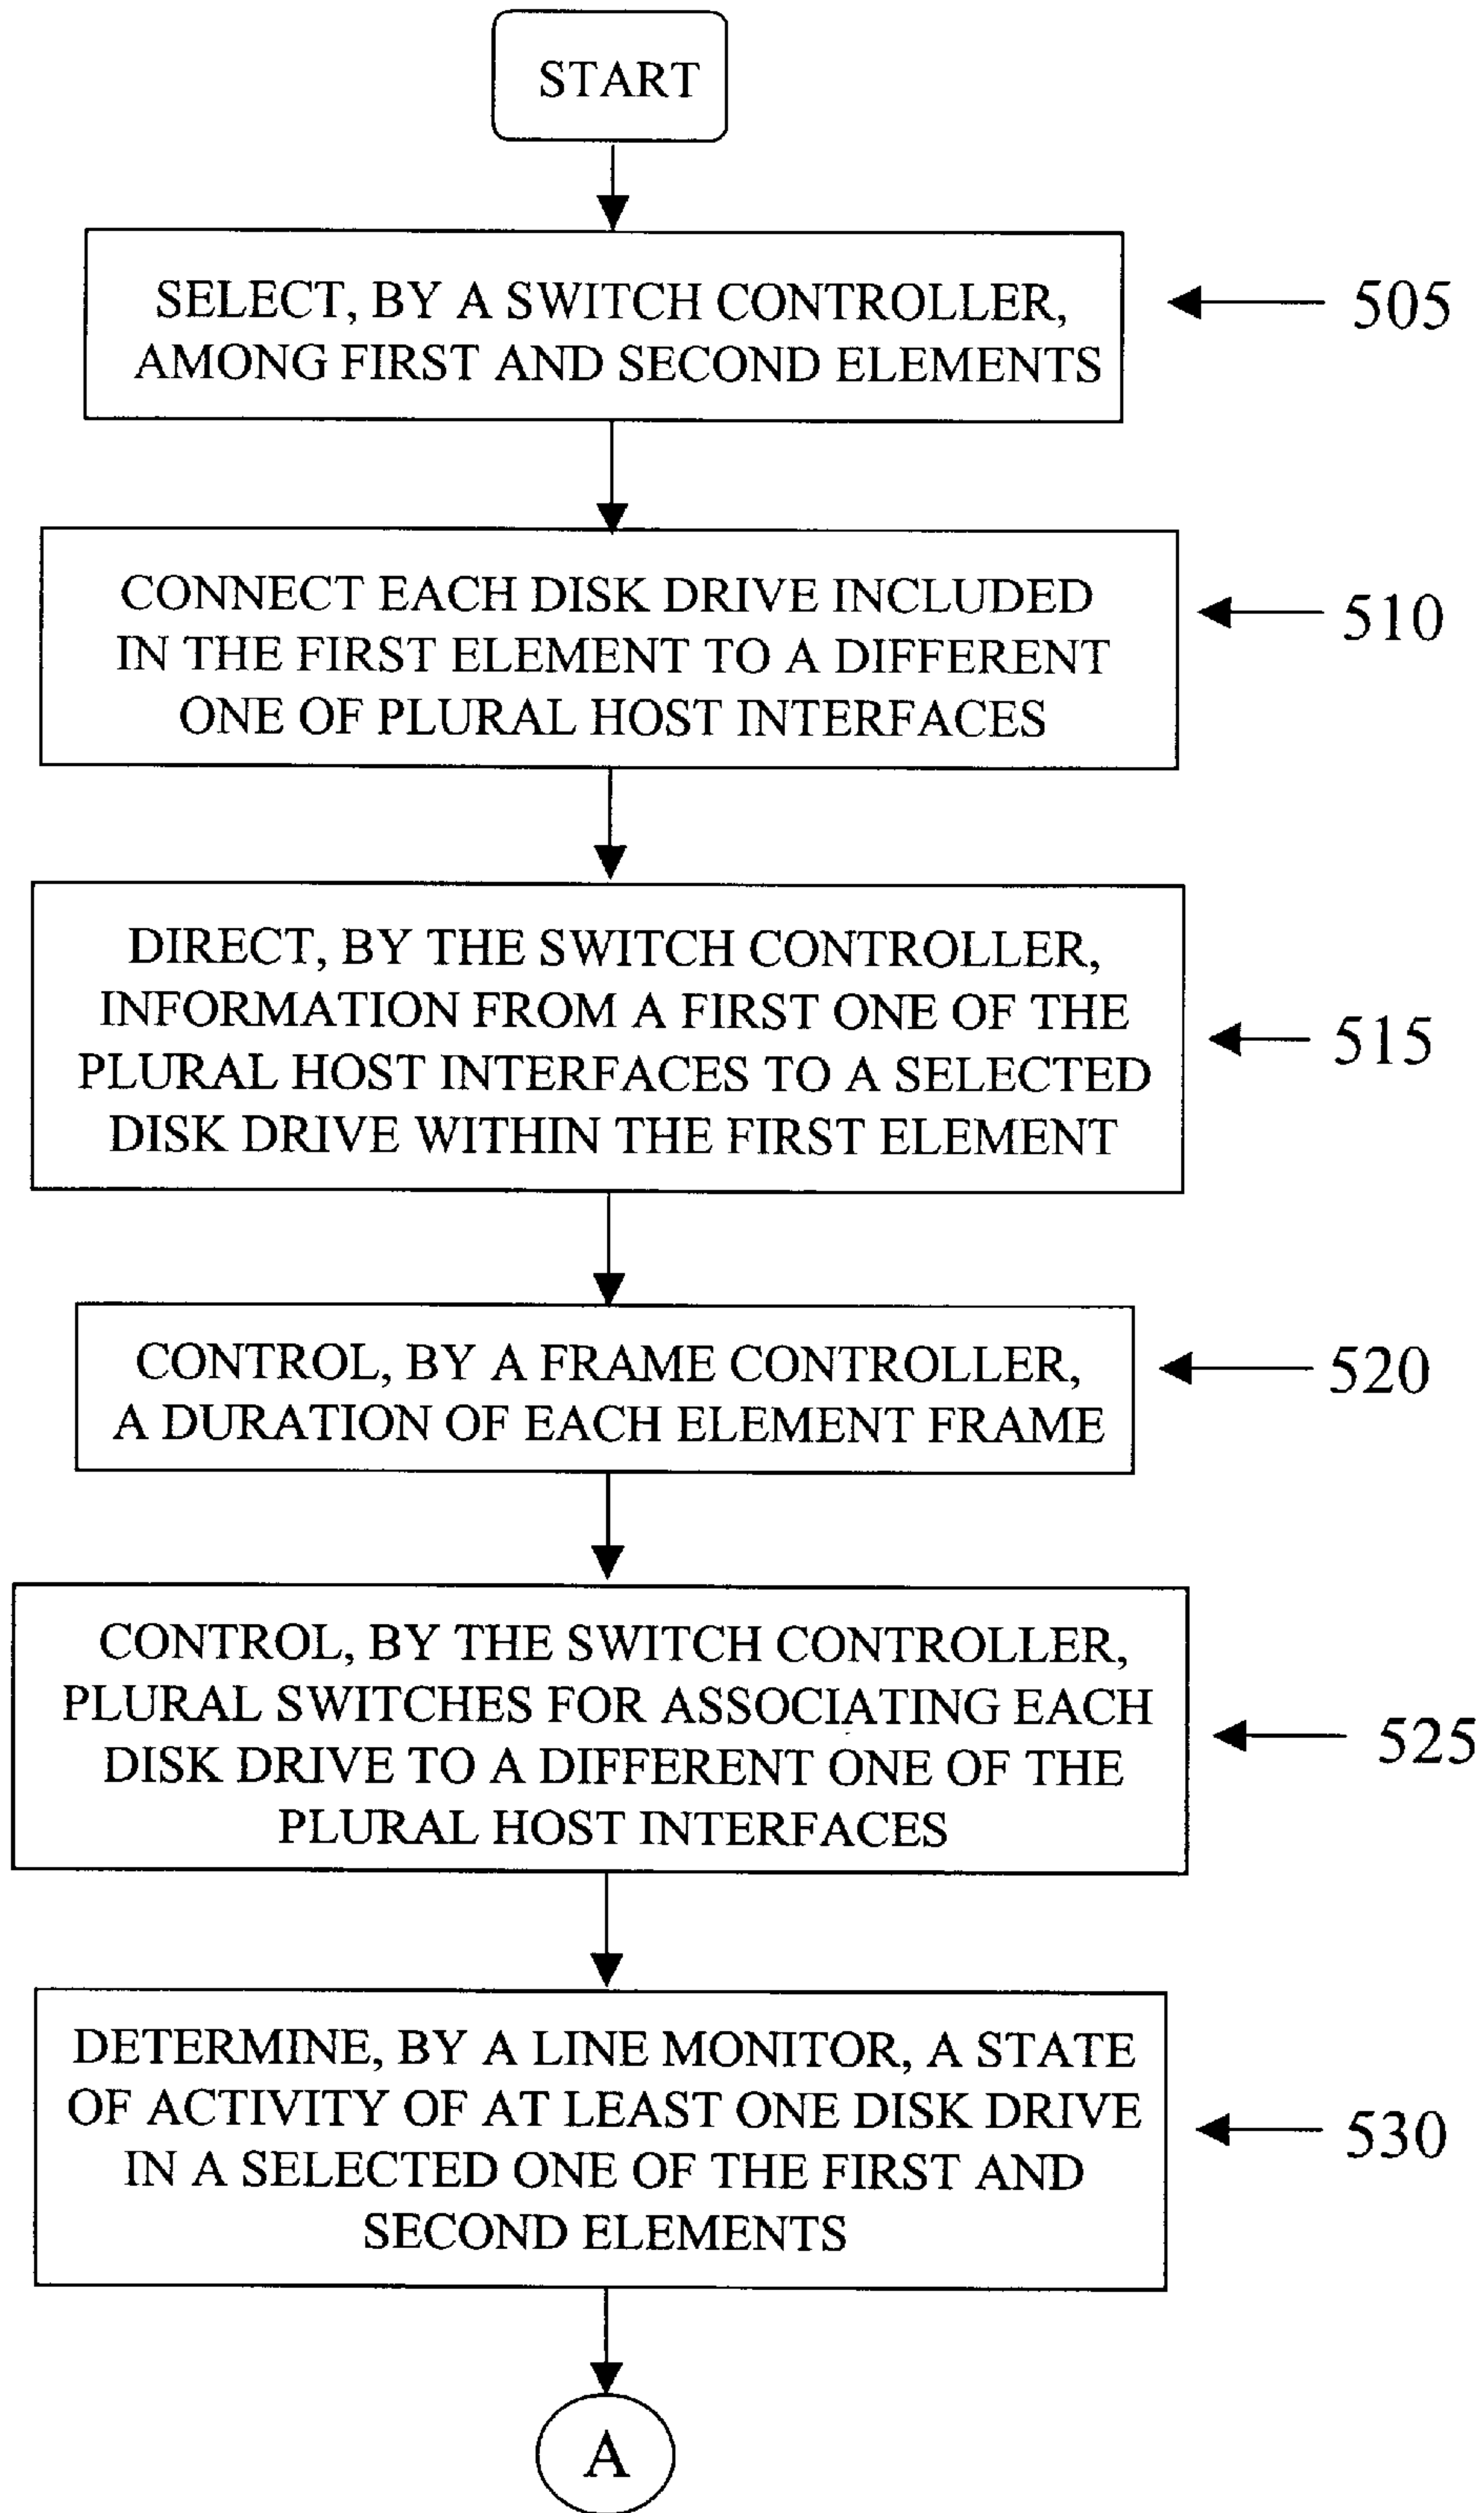 START
SELECT, BY A SWITCH CONTROLLER,
AMONG FIRST AND SECOND ELEMENTS
505
CONNECT EACH DISK DRIVE INCLUDED
IN THE FIRST ELEMENT TO A DIFFERENT
ONE OF PLURAL HOST INTERFACES
510
DIRECT, BY THE SWITCH CONTROLLER,
INFORMATION FROM A FIRST ONE OF THE
PLURAL HOST INTERFACES TO A SELECTED
DISK DRIVE WITHIN THE FIRST ELEMENT
515
CONTROL, BY A FRAME CONTROLLER,
A DURATION OF EACH ELEMENT FRAME
520
CONTROL, BY THE SWITCH CONTROLLER,
PLURAL SWITCHES FOR ASSOCIATING EACH
DISK DRIVE TO A DIFFERENT ONE OF THE
PLURAL HOST INTERFACES
525
DETERMINE, BY A LINE MONITOR, A STATE
OF ACTIVITY OF AT LEAST ONE DISK DRIVE
IN A SELECTED ONE OF THE FIRST AND
SECOND ELEMENTS
530
A